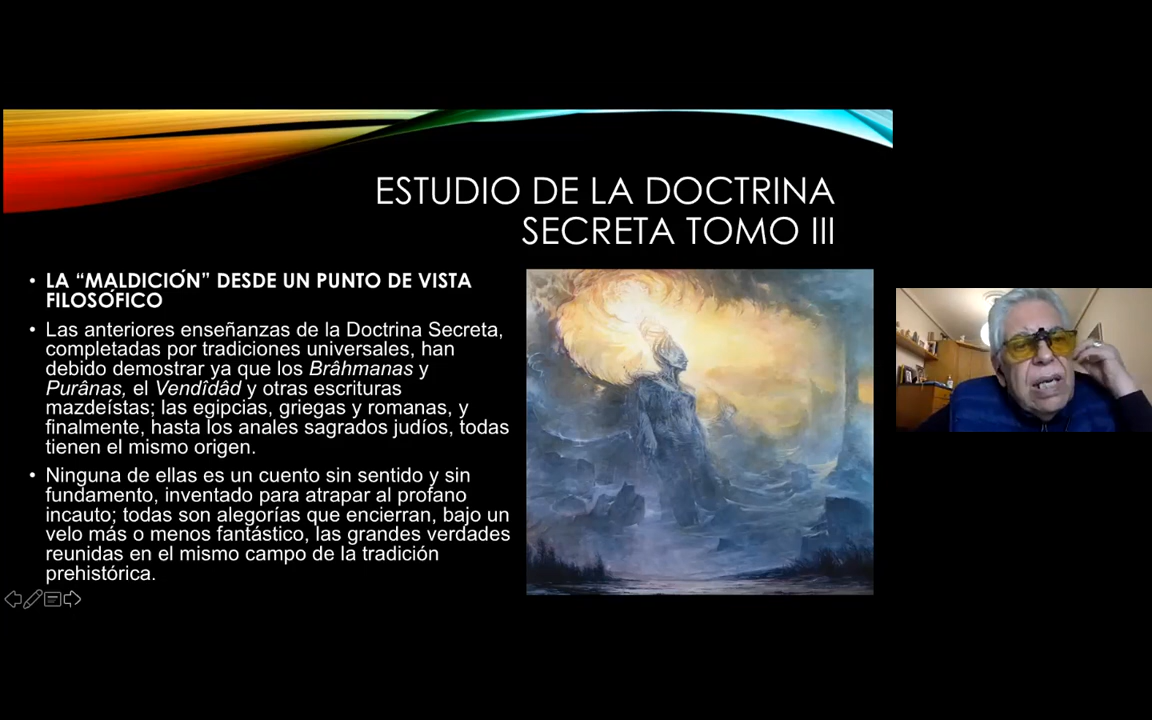 ESTUDIO DE LA DOCTRINA
SECRETA TOMO III
• LA “MALDICIÓN” DESDE UN PUNTO DE VISTA
FILOSÓFICO
• Las anteriores enseñanzas de la Doctrina Secreta,
completadas por tradiciones universales, han
debido demostrar ya que los Brâhmanas y
Purânas, el Vendîdâd y otras escrituras
mazdeístas; las egipcias, griegas y romanas, y
finalmente, hasta los anales sagrados judíos, todas
tienen el mismo origen.
• Ninguna de ellas es un cuento sin sentido y sin
fundamento, inventado para atrapar al profano
incauto; todas son alegorías que encierran, bajo un
velo más o menos fantástico, las grandes verdades
reunidas en el mismo campo de la tradición
prehistórica.